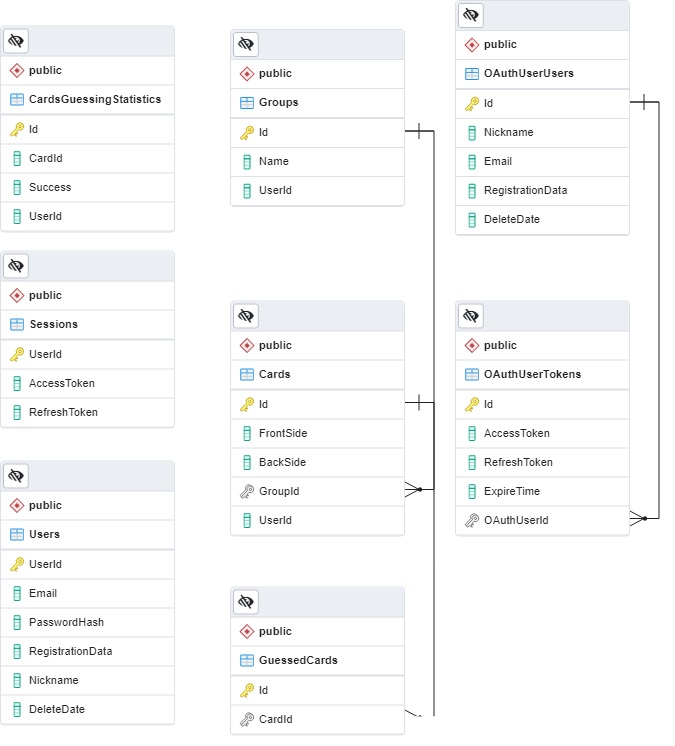 public
CardsGuessingStatistics
Id
CardId
Success
UserId
public
Sessions
UserId
AccessToken
RefreshToken
public
Users
UserId
Email
PasswordHash
RegistrationData
Nickname
DeleteDate
public
Groups
Id
Name
UserId
public
Cards
Id
FrontSide
BackSide
GroupId
UserId
public
GuessedCards
Id
CardId
public
OAuthUserUsers
Id
Nickname
Email
RegistrationData
DeleteDate
public
OAuthUserTokens
Id
AccessToken
RefreshToken
ExpireTime
OAuthUserId